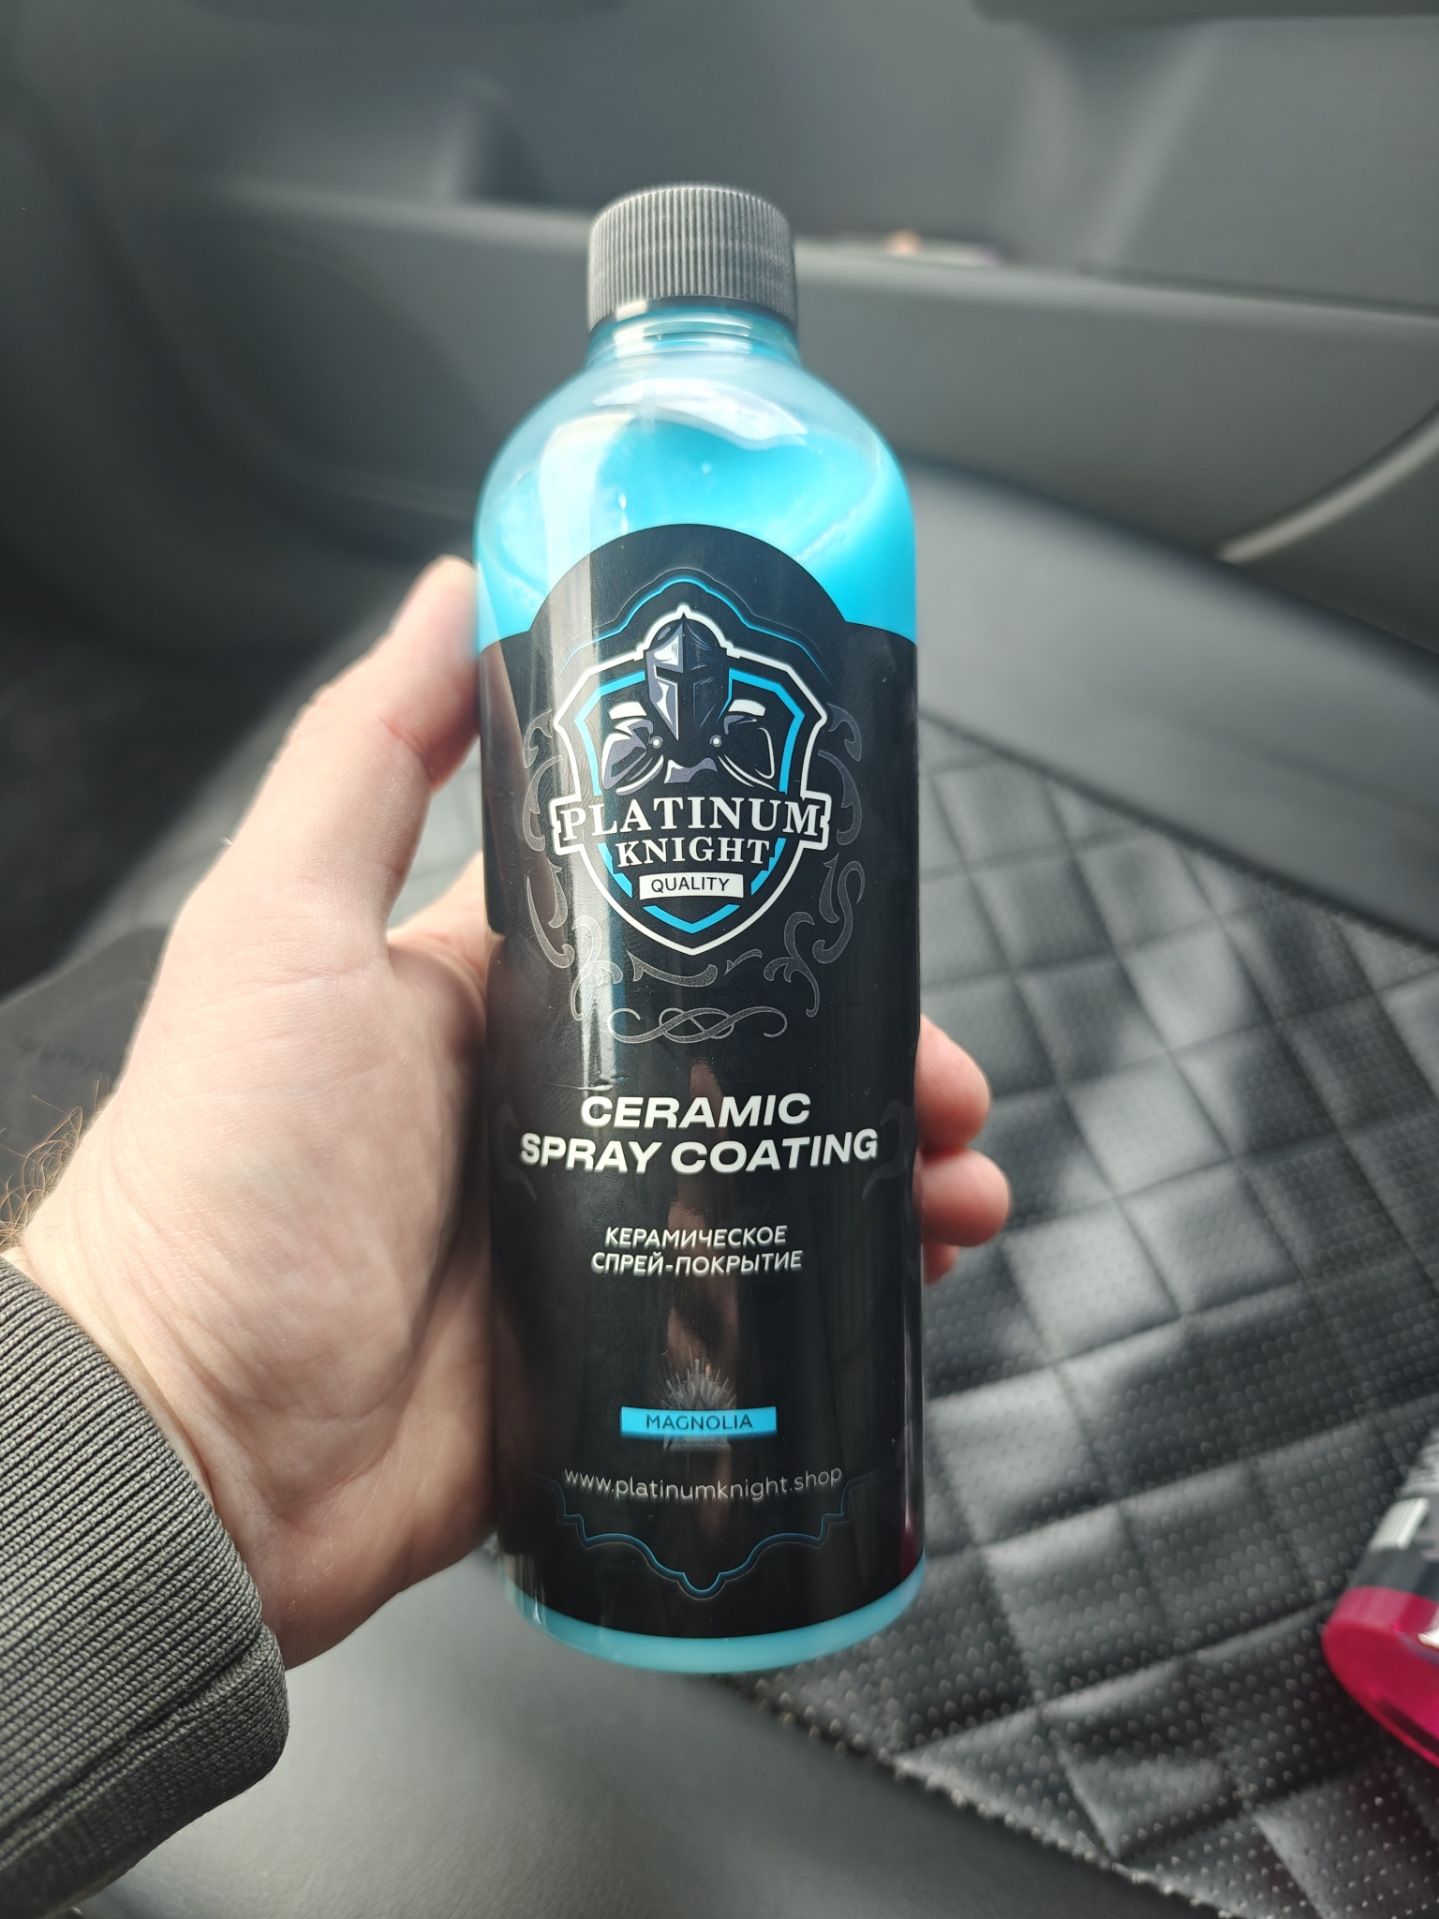 PLATINUM
KNIGHT
QUALITY
CERAMIC
SPRAY COATING
КЕРАМИЧЕСКОЕ
СПРЕЙ-ПОКРЫТИЕ
MAGNOLIA
www.platinumknight.shop